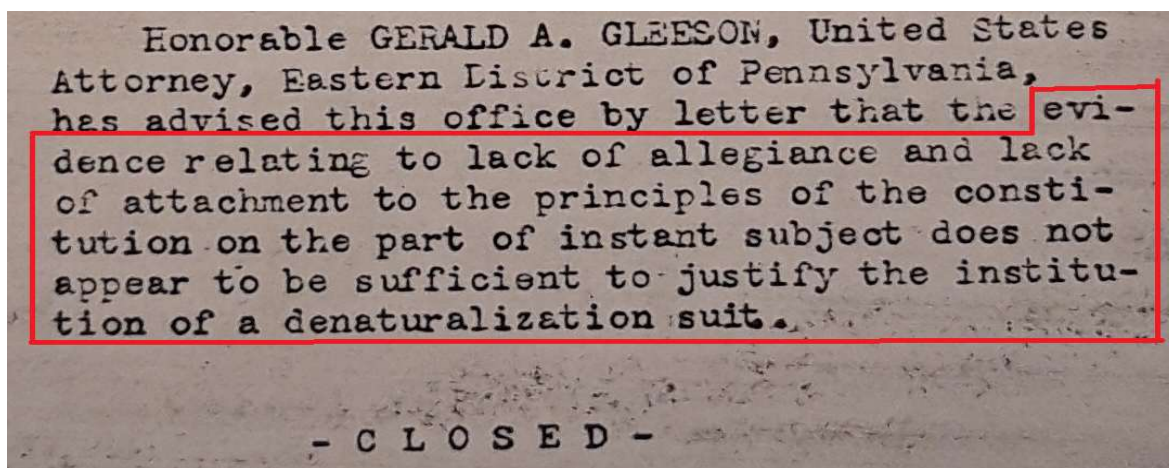 Honorable GERALD A. GLEESON, United States
Attorney, Eastern District of Pennsylvania,
has advised this office by letter that the evi-
dence relating to lack of allegiance and lack
of attachment to the principles of the consti-
tution on the part of instant subject does not
appear to be sufficient to justify the institu-
tion of a denaturalization suit.
- C L O S E D -